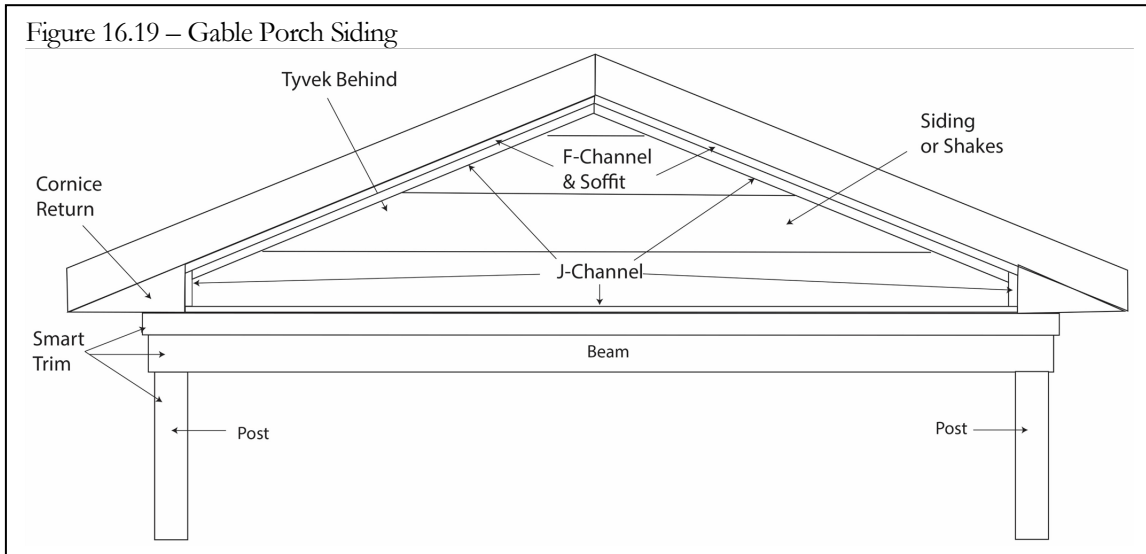 Figure 16.19 – Gable Porch Siding
Tyvek Behind
Siding
or Shakes
F-Channel
& Soffit
Cornice
Return
J-Channel
Smart
Trim
Beam
Post
Post